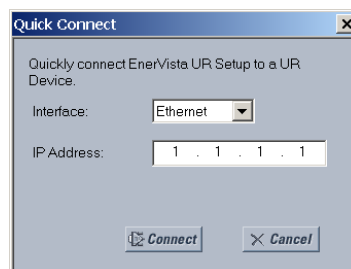 Quick Connect
Quickly connect EnerVista UR Setup to a UR
Device.
Interface: Ethernet
IP Address: 1 . 1 . 1 . 1
Connect Cancel